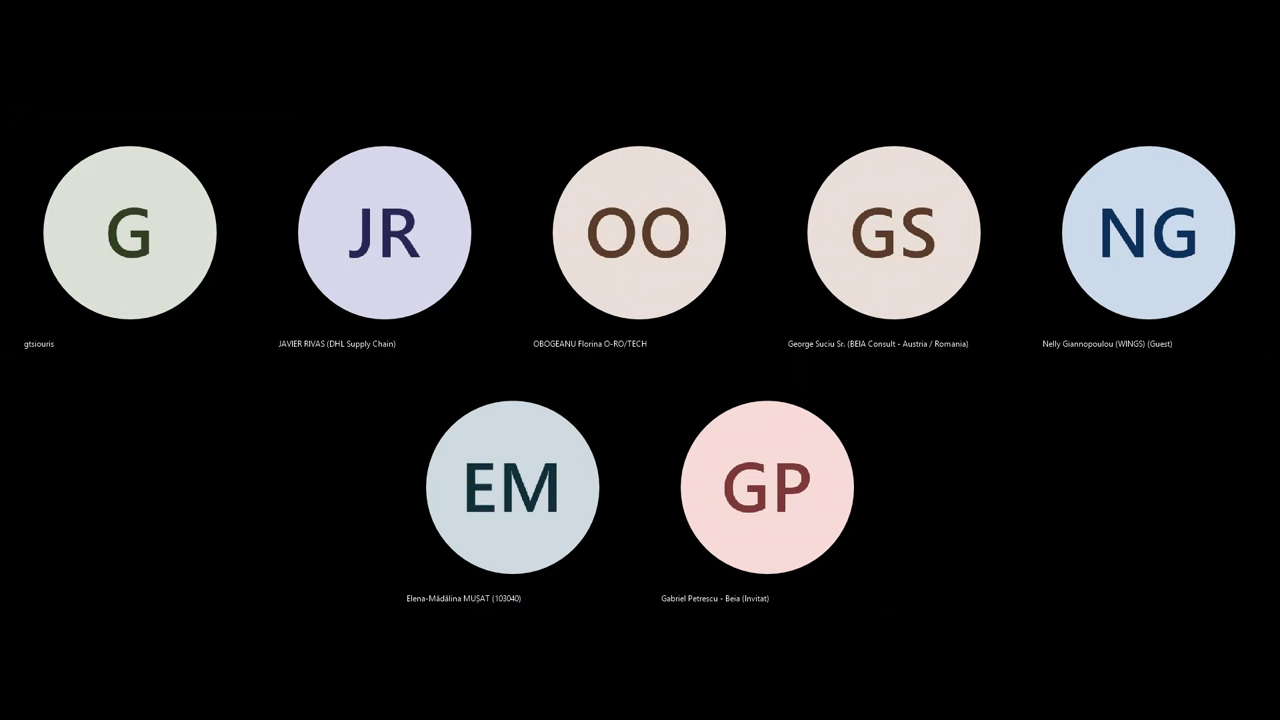 G
JR
OO
GS
NG
gtsiouris
JAVIER RIVAS (DHL Supply Chain)
OBOGEANU Florina O-RO/TECH
George Suciu Sr. (BEIA Consult - Austria / Romania)
Nelly Giannopoulou (WINGS) (Guest)
EM
GP
Elena-Mădălina MUȘAT (103040)
Gabriel Petrescu - Beia (Invitat)